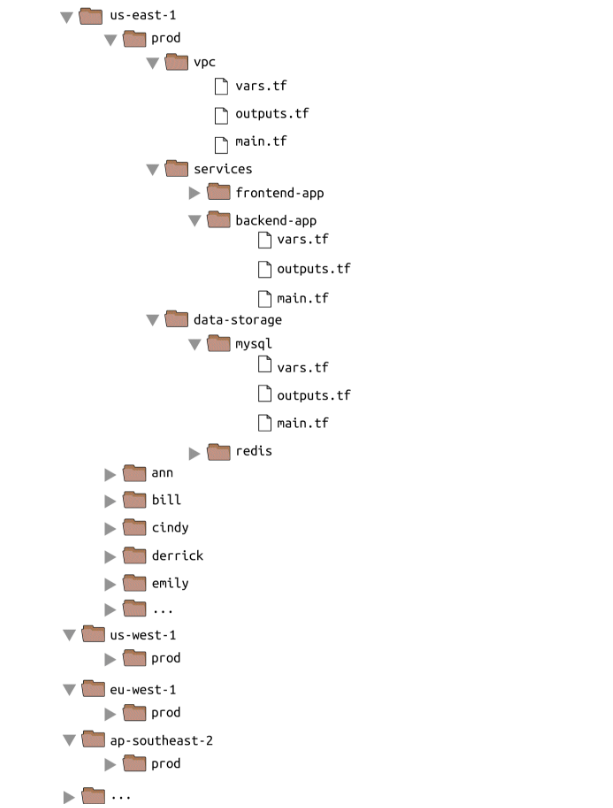 us-east-1
prod
vpc
vars.tf
outputs.tf
main.tf
services
frontend-app
backend-app
vars.tf
outputs.tf
main.tf
data-storage
mysql
vars.tf
outputs.tf
main.tf
redis
ann
bill
cindy
derrick
emily
...
us-west-1
prod
eu-west-1
prod
ap-southeast-2
prod
...